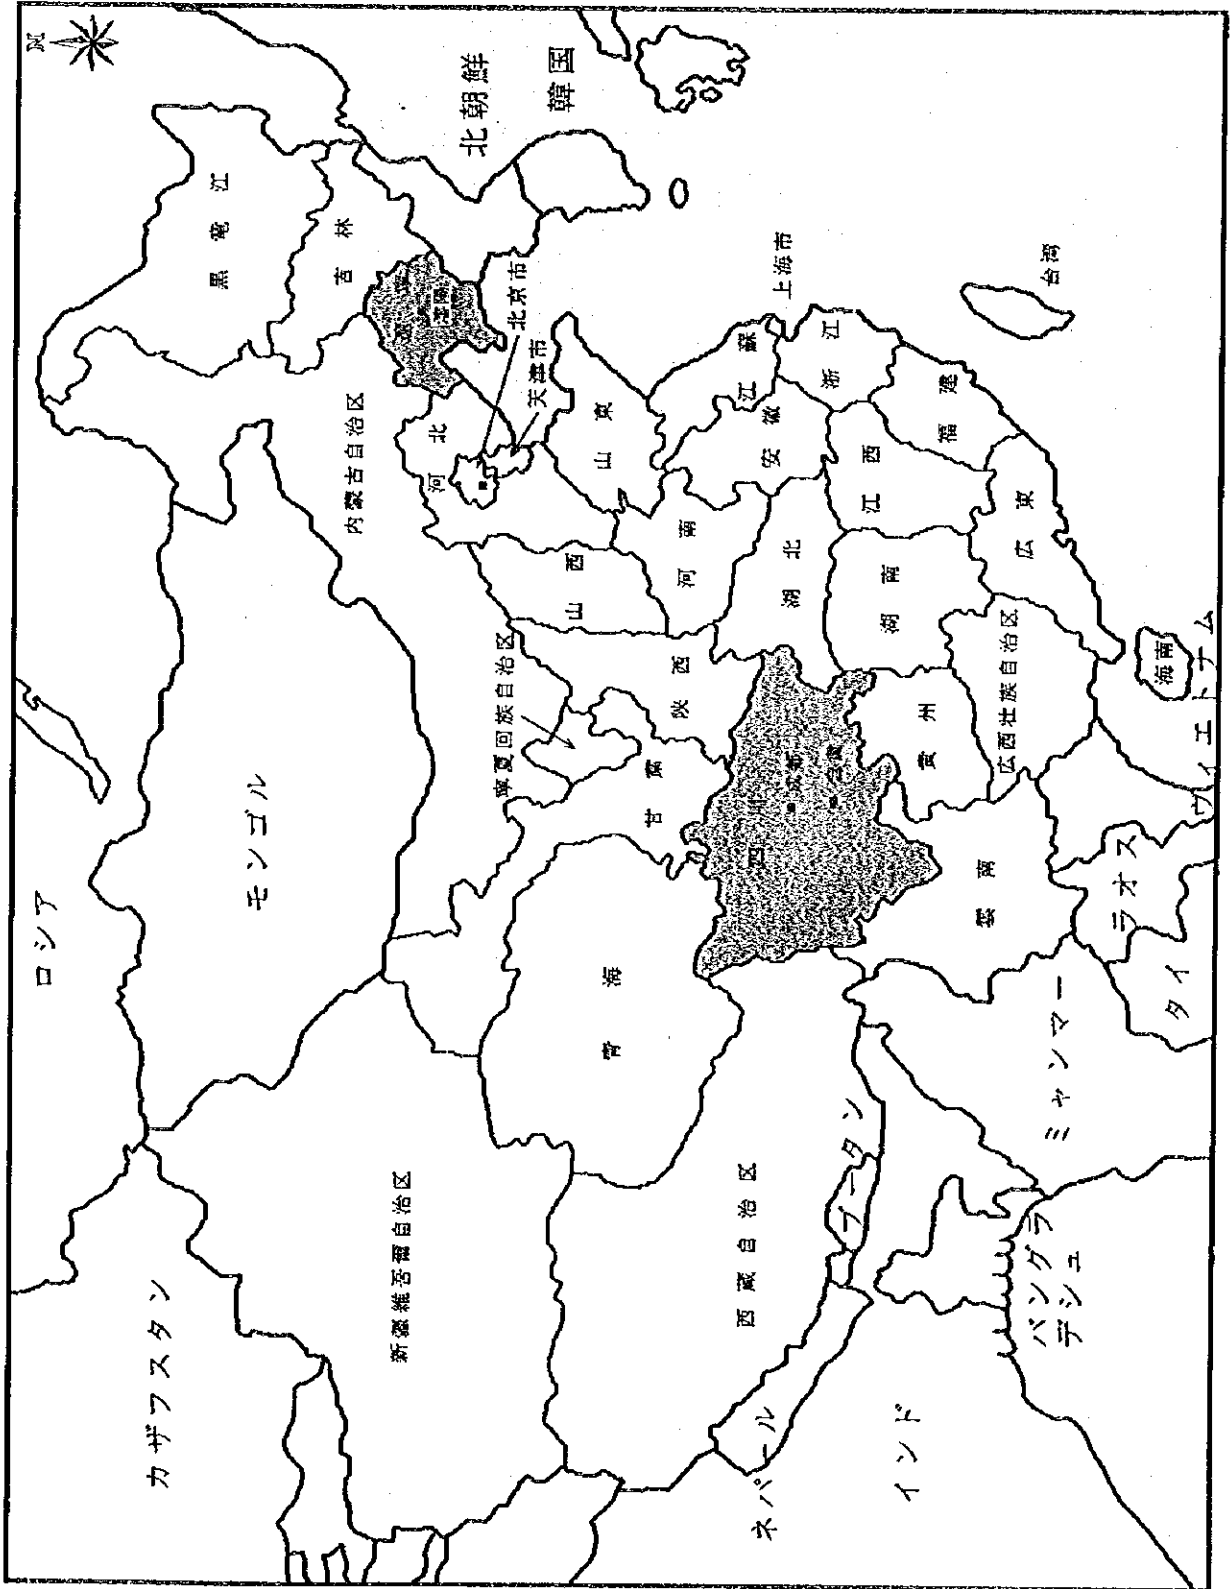 N
ロシア
カザフスタン
モンゴル
北朝鮮
韓国
黒竜江
吉林
内蒙古自治区
北京市
天津市
河北
山東
山西
寧夏回族自治区
陝西
甘粛
青海
新疆維吾爾自治区
西蔵自治区
四川
成都
河南
江蘇
安徽
上海市
浙江
湖北
湖南
江西
福建
台湾
貴州
雲南
広西壮族自治区
広東
海南
ヴィエトナム
ラオス
タイ
ミャンマー
ブータン
バングラ
デシュ
インド
ネパール